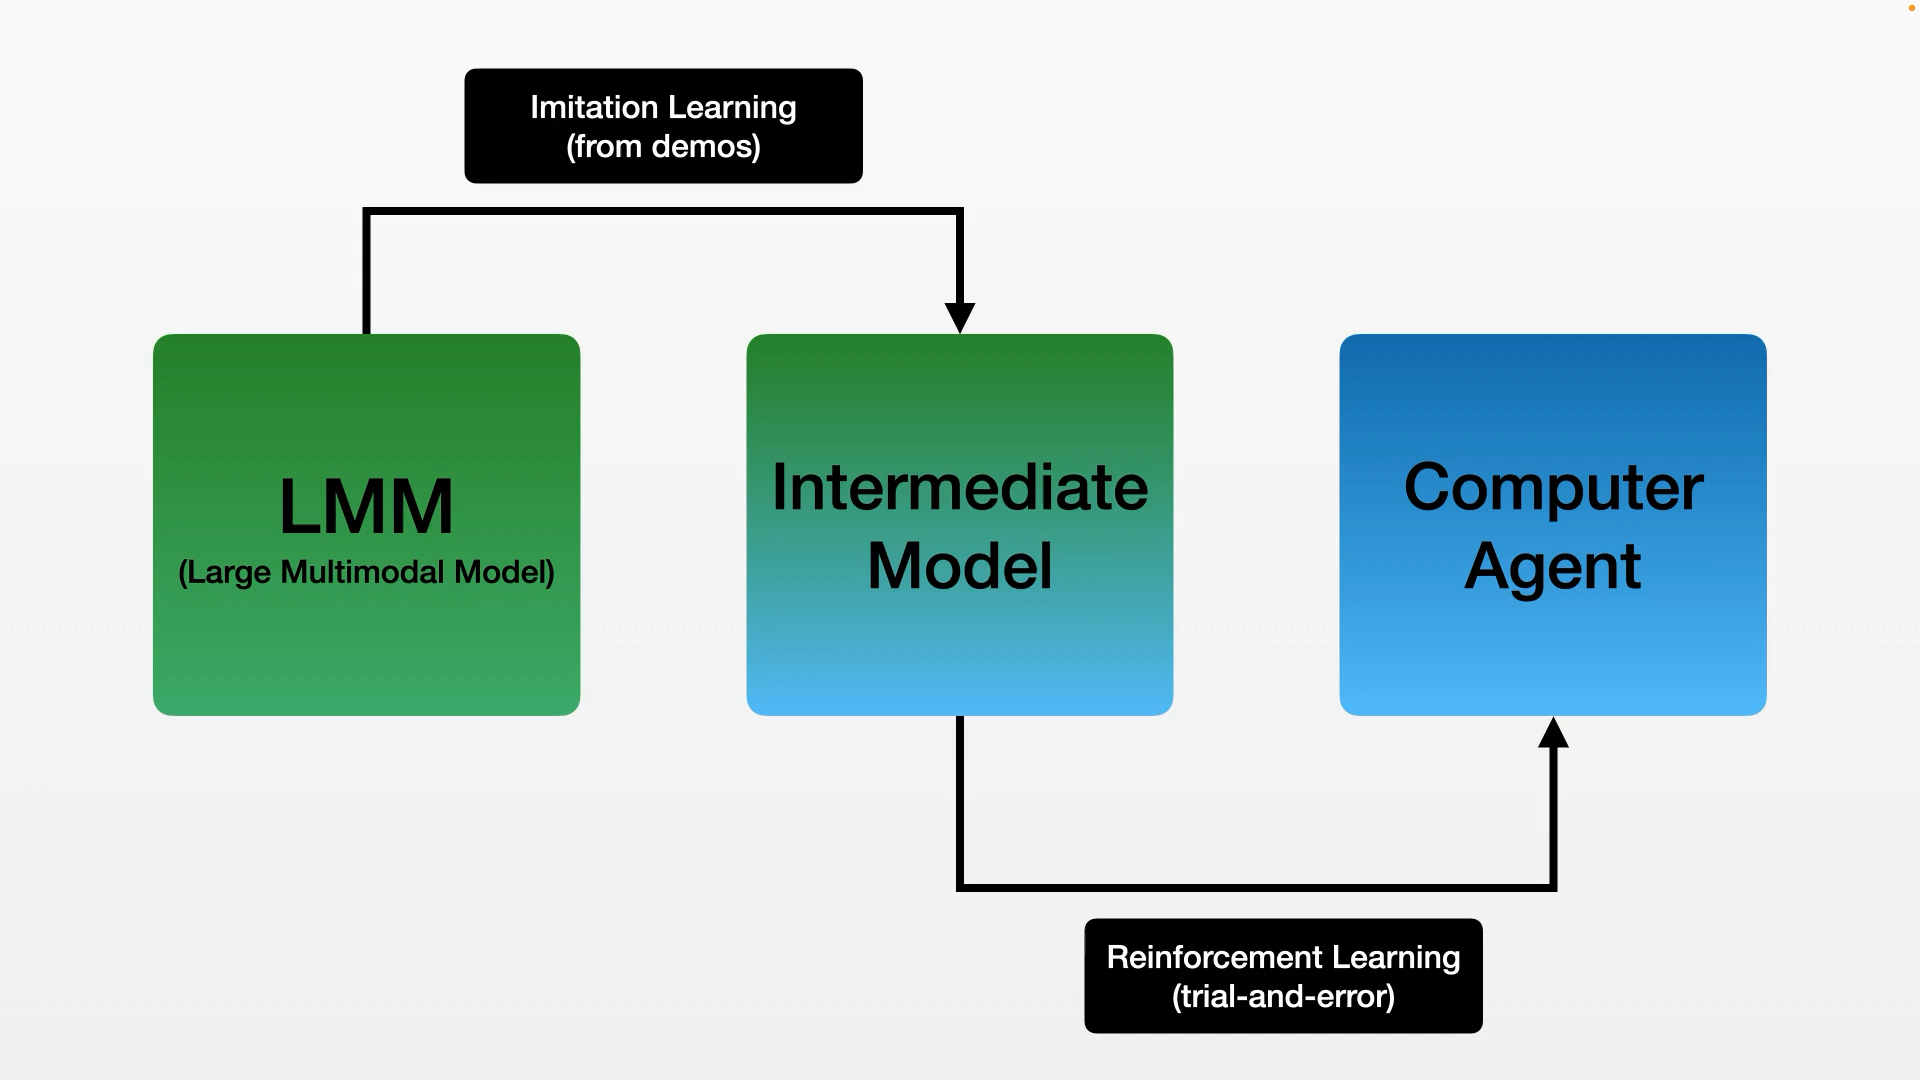 Imitation Learning
(from demos)
LMM
(Large Multimodal Model)
Intermediate
Model
Computer
Agent
Reinforcement Learning
(trial-and-error)